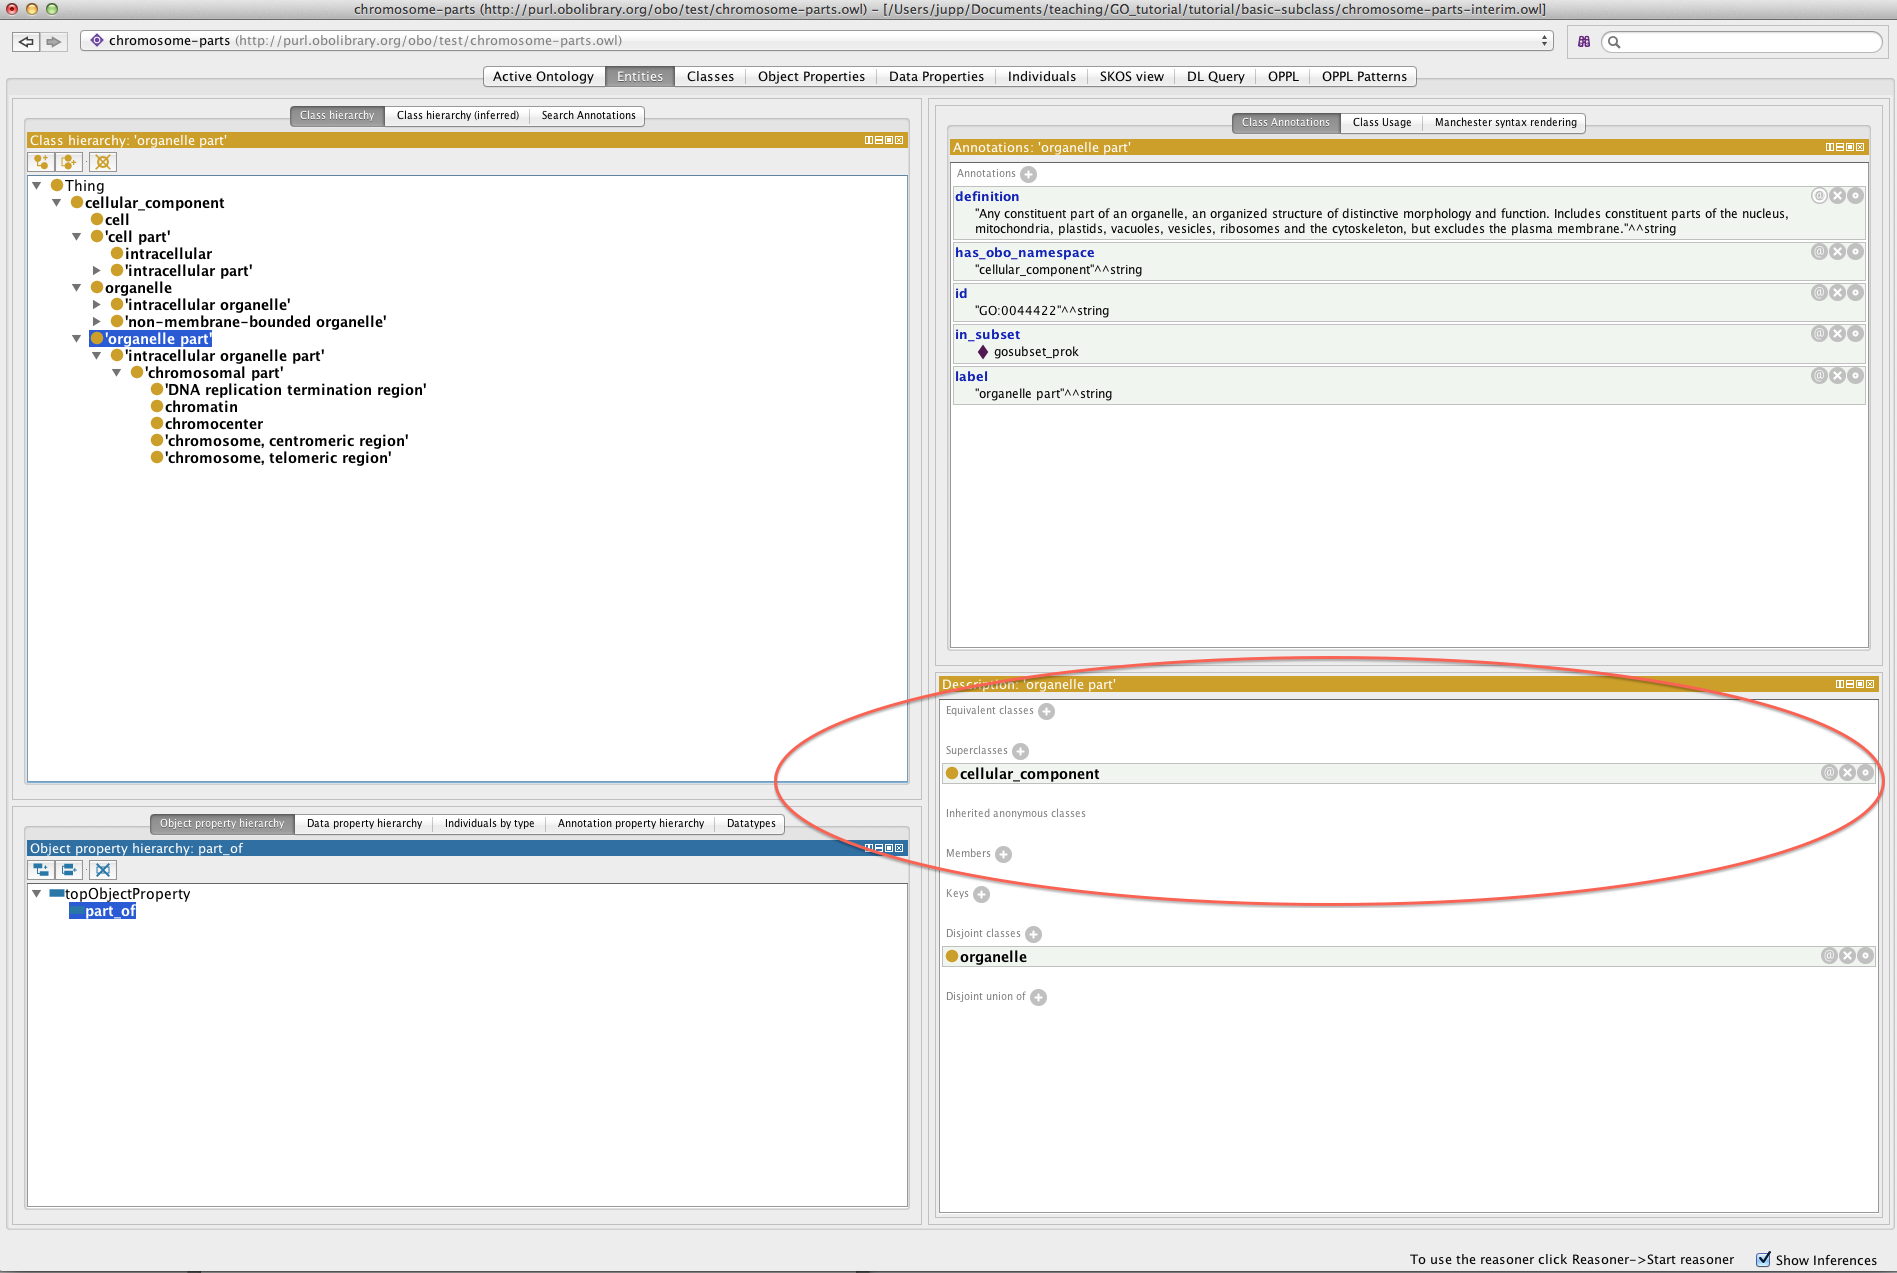 chromosome-parts (http://purl.obolibrary.org/obo/test/chromosome-parts.owl) – [/Users/jupp/Documents/teaching/GO_tutorial/tutorial/basic-subclass/chromosome-parts-interim.owl]
chromosome-parts (http://purl.obolibrary.org/obo/test/chromosome-parts.owl)
Active Ontology Entities Classes Object Properties Data Properties Individuals SKOS view DL Query OPPL OPPL Patterns
Class hierarchy Class hierarchy (inferred) Search Annotations
Class hierarchy: 'organelle part'
Thing
cellular_component
cell
'cell part'
intracellular
'intracellular part'
organelle
'intracellular organelle'
'non-membrane-bounded organelle'
'organelle part'
'intracellular organelle part'
'chromosomal part'
'DNA replication termination region'
chromatin
chromocenter
'chromosome, centromeric region'
'chromosome, telomeric region'
Object property hierarchy Data property hierarchy Individuals by type Annotation property hierarchy Datatypes
Object property hierarchy: part_of
topObjectProperty
part_of
Class Annotations Class Usage Manchester syntax rendering
Annotations: 'organelle part'
Annotations
definition
"Any constituent part of an organelle, an organized structure of distinctive morphology and function. Includes constituent parts of the nucleus,
mitochondria, plastids, vacuoles, vesicles, ribosomes and the cytoskeleton, but excludes the plasma membrane."^^string
has_obo_namespace
"cellular_component"^^string
id
"GO:0044422"^^string
in_subset
gosubset_prok
label
"organelle part"^^string
Description: 'organelle part'
Equivalent classes
Superclasses
cellular_component
Inherited anonymous classes
Members
Keys
Disjoint classes
organelle
Disjoint union of
To use the reasoner click Reasoner->Start reasoner Show Inferences